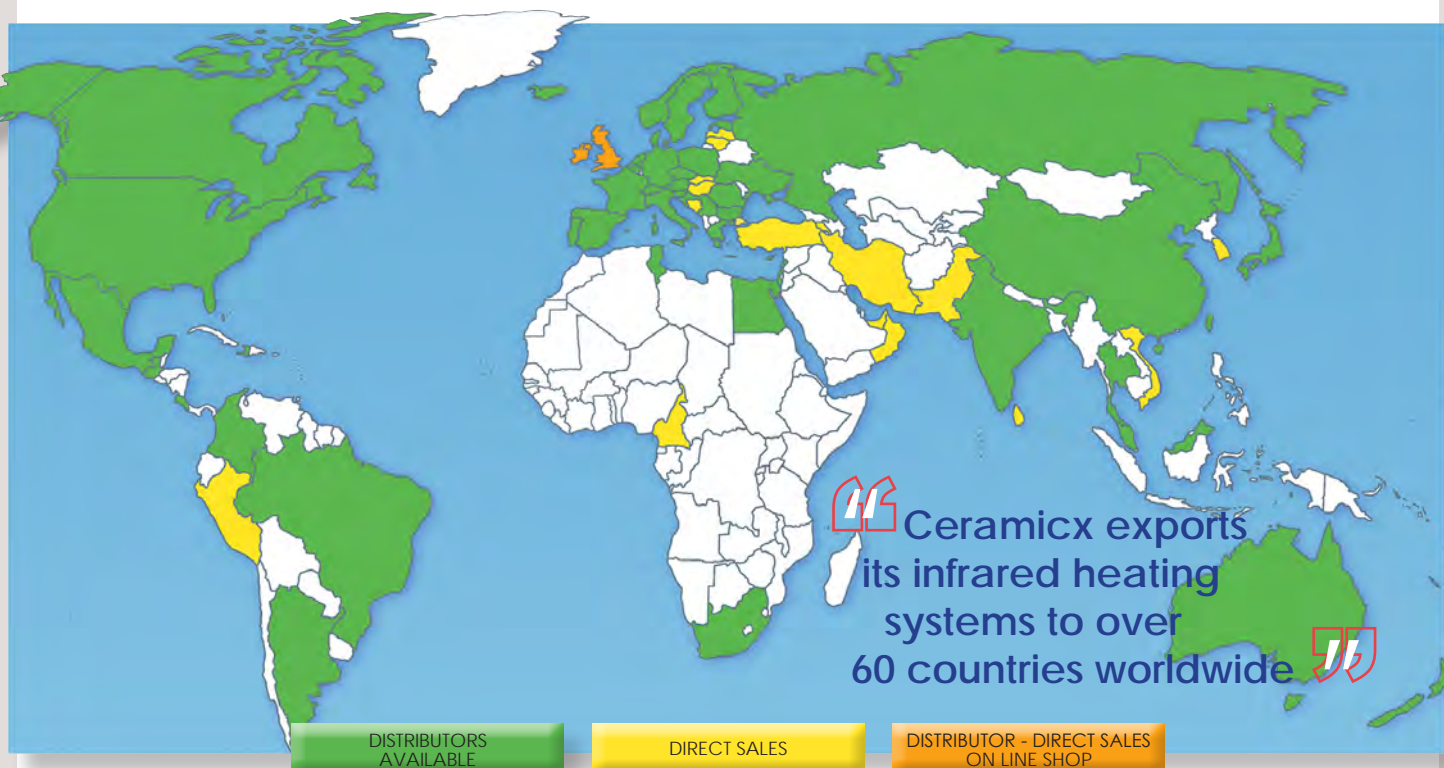 “ Ceramicx exports
its infrared heating
systems to over
60 countries worldwide ”
DISTRIBUTORS
AVAILABLE
DIRECT SALES
DISTRIBUTOR - DIRECT SALES
ON LINE SHOP